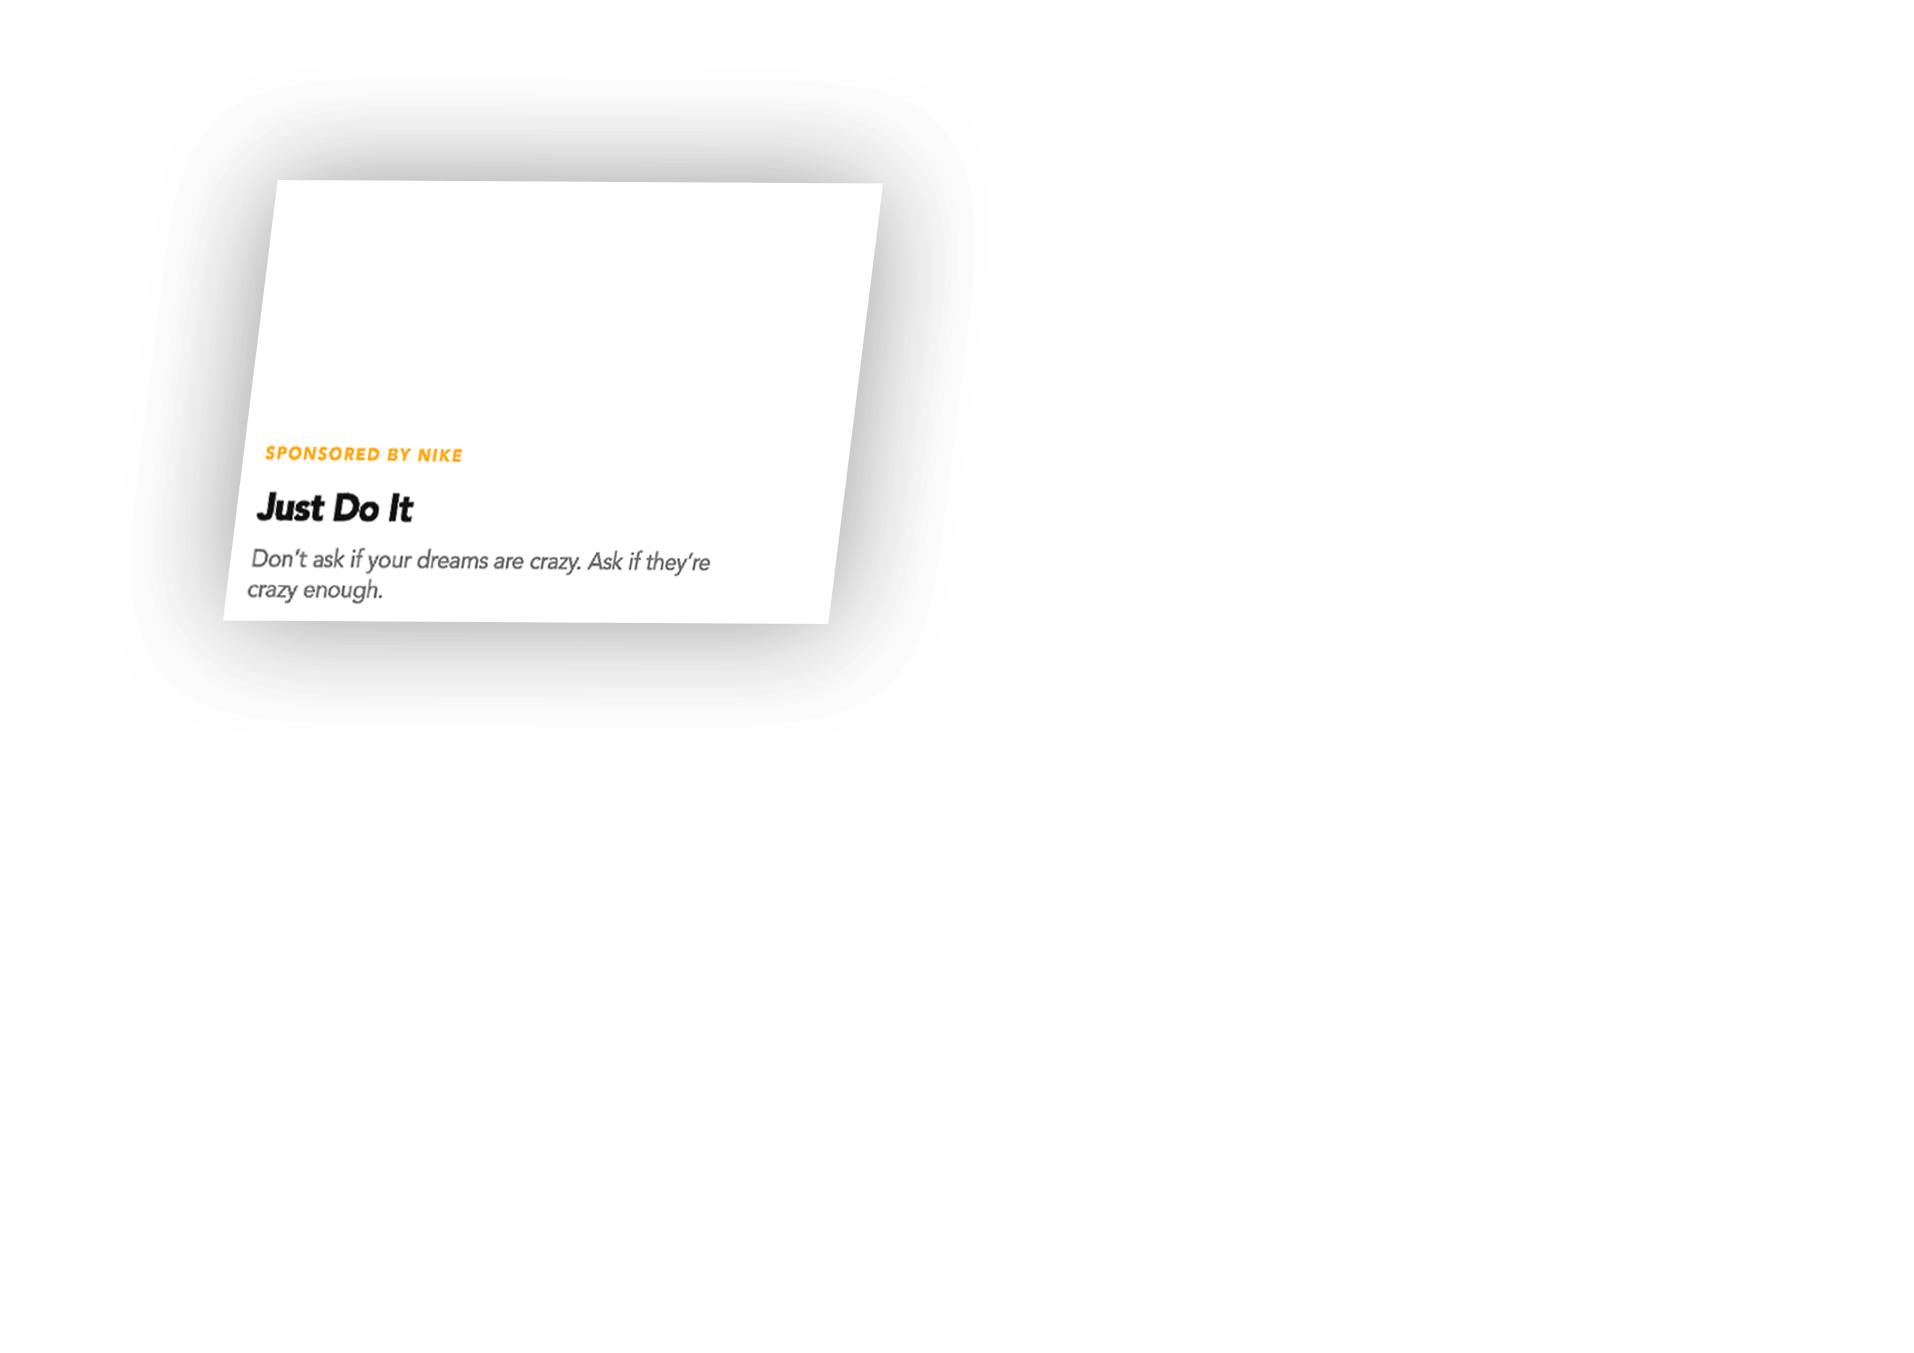 SPONSORED BY NIKE
Just Do It
Don’t ask if your dreams are crazy. Ask if they’re
crazy enough.